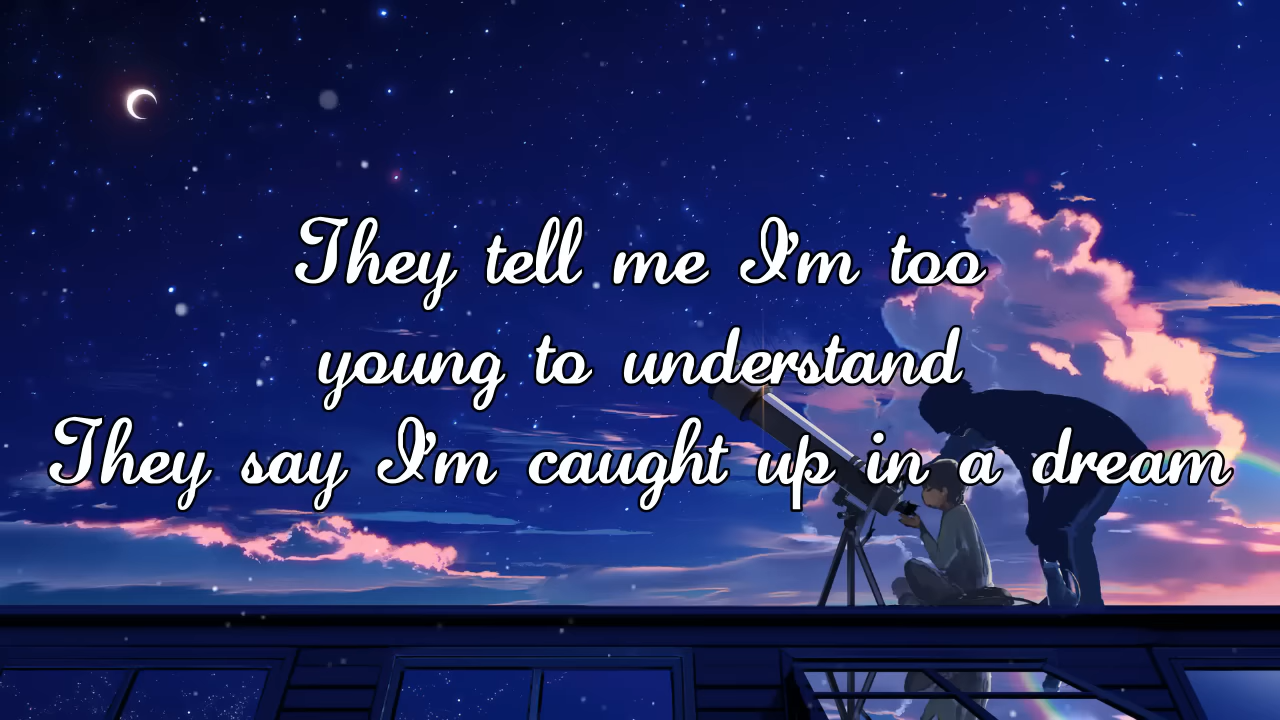 They tell me I'm too
young to understand
They say I'm caught up in a dream